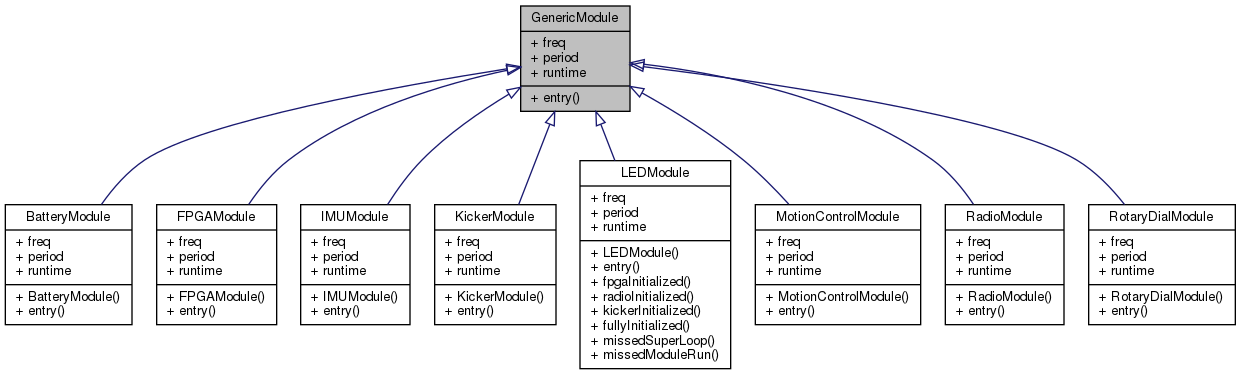 GenericModule
+ freq
+ period
+ runtime
+ entry()
BatteryModule
+ freq
+ period
+ runtime
+ BatteryModule()
+ entry()
FPGAModule
+ freq
+ period
+ runtime
+ FPGAModule()
+ entry()
IMUModule
+ freq
+ period
+ runtime
+ IMUModule()
+ entry()
KickerModule
+ freq
+ period
+ runtime
+ KickerModule()
+ entry()
LEDModule
+ freq
+ period
+ runtime
+ LEDModule()
+ entry()
+ fpgaInitialized()
+ radioInitialized()
+ kickerInitialized()
+ fullyInitialized()
+ missedSuperLoop()
+ missedModuleRun()
MotionControlModule
+ freq
+ period
+ runtime
+ MotionControlModule()
+ entry()
RadioModule
+ freq
+ period
+ runtime
+ RadioModule()
+ entry()
RotaryDialModule
+ freq
+ period
+ runtime
+ RotaryDialModule()
+ entry()